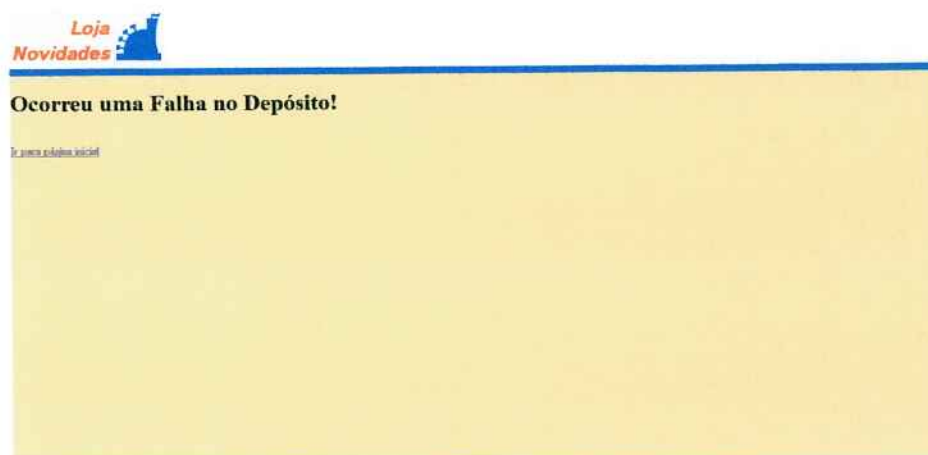 Loja
Novidades
Ocorreu uma Falha no Depósito!
Ir para página inicial